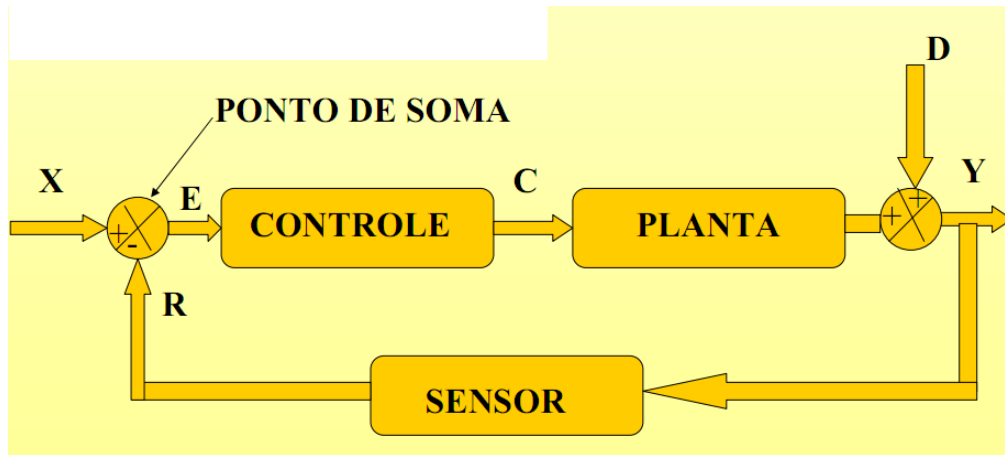 D
PONTO DE SOMA
X
E
C
Y
+
-
CONTROLE
PLANTA
+
+
R
SENSOR